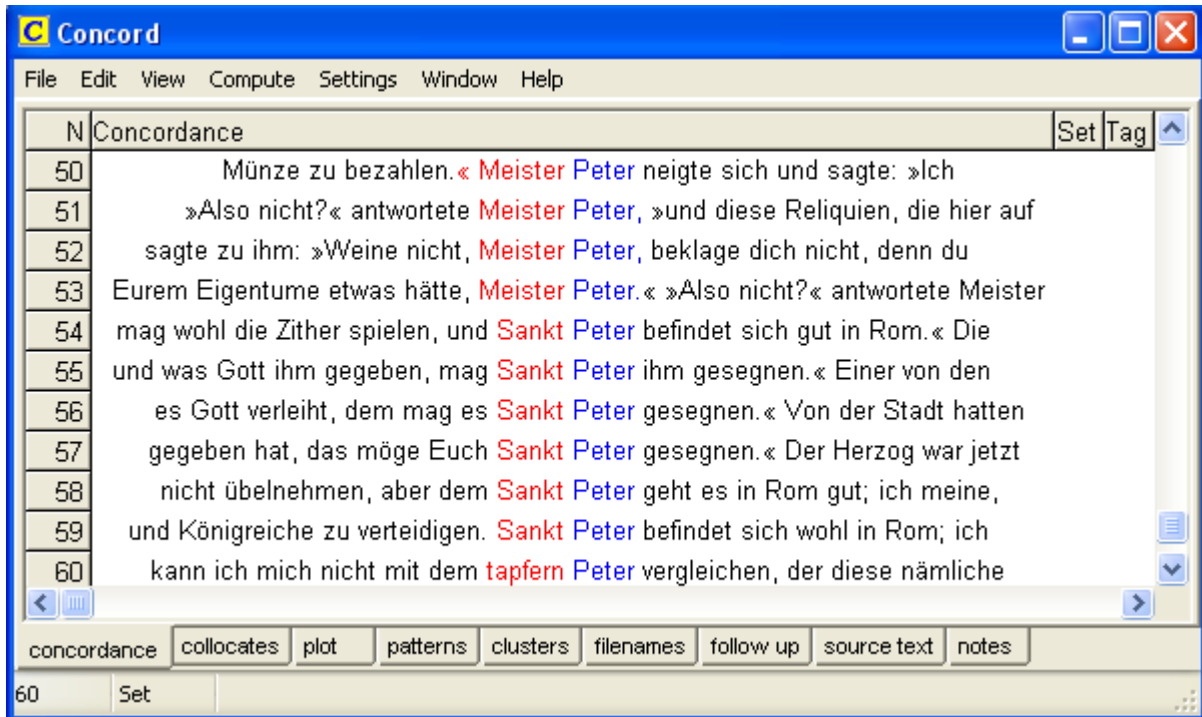 C Concord
File Edit View Compute Settings Window Help
N Concordance Set Tag
50 Münze zu bezahlen.« Meister Peter neigte sich und sagte: »Ich
51 »Also nicht?« antwortete Meister Peter, »und diese Reliquien, die hier auf
52 sagte zu ihm: »Weine nicht, Meister Peter, beklage dich nicht, denn du
53 Eurem Eigentume etwas hätte, Meister Peter.« »Also nicht?« antwortete Meister
54 mag wohl die Zither spielen, und Sankt Peter befindet sich gut in Rom.« Die
55 und was Gott ihm gegeben, mag Sankt Peter ihm gesegnen.« Einer von den
56 es Gott verleiht, dem mag es Sankt Peter gesegnen.« Von der Stadt hatten
57 gegeben hat, das möge Euch Sankt Peter gesegnen.« Der Herzog war jetzt
58 nicht übelnehmen, aber dem Sankt Peter geht es in Rom gut; ich meine,
59 und Königreiche zu verteidigen. Sankt Peter befindet sich wohl in Rom; ich
60 kann ich mich nicht mit dem tapfern Peter vergleichen, der diese nämliche
concordance collocates plot patterns clusters filenames follow up source text notes
60 Set